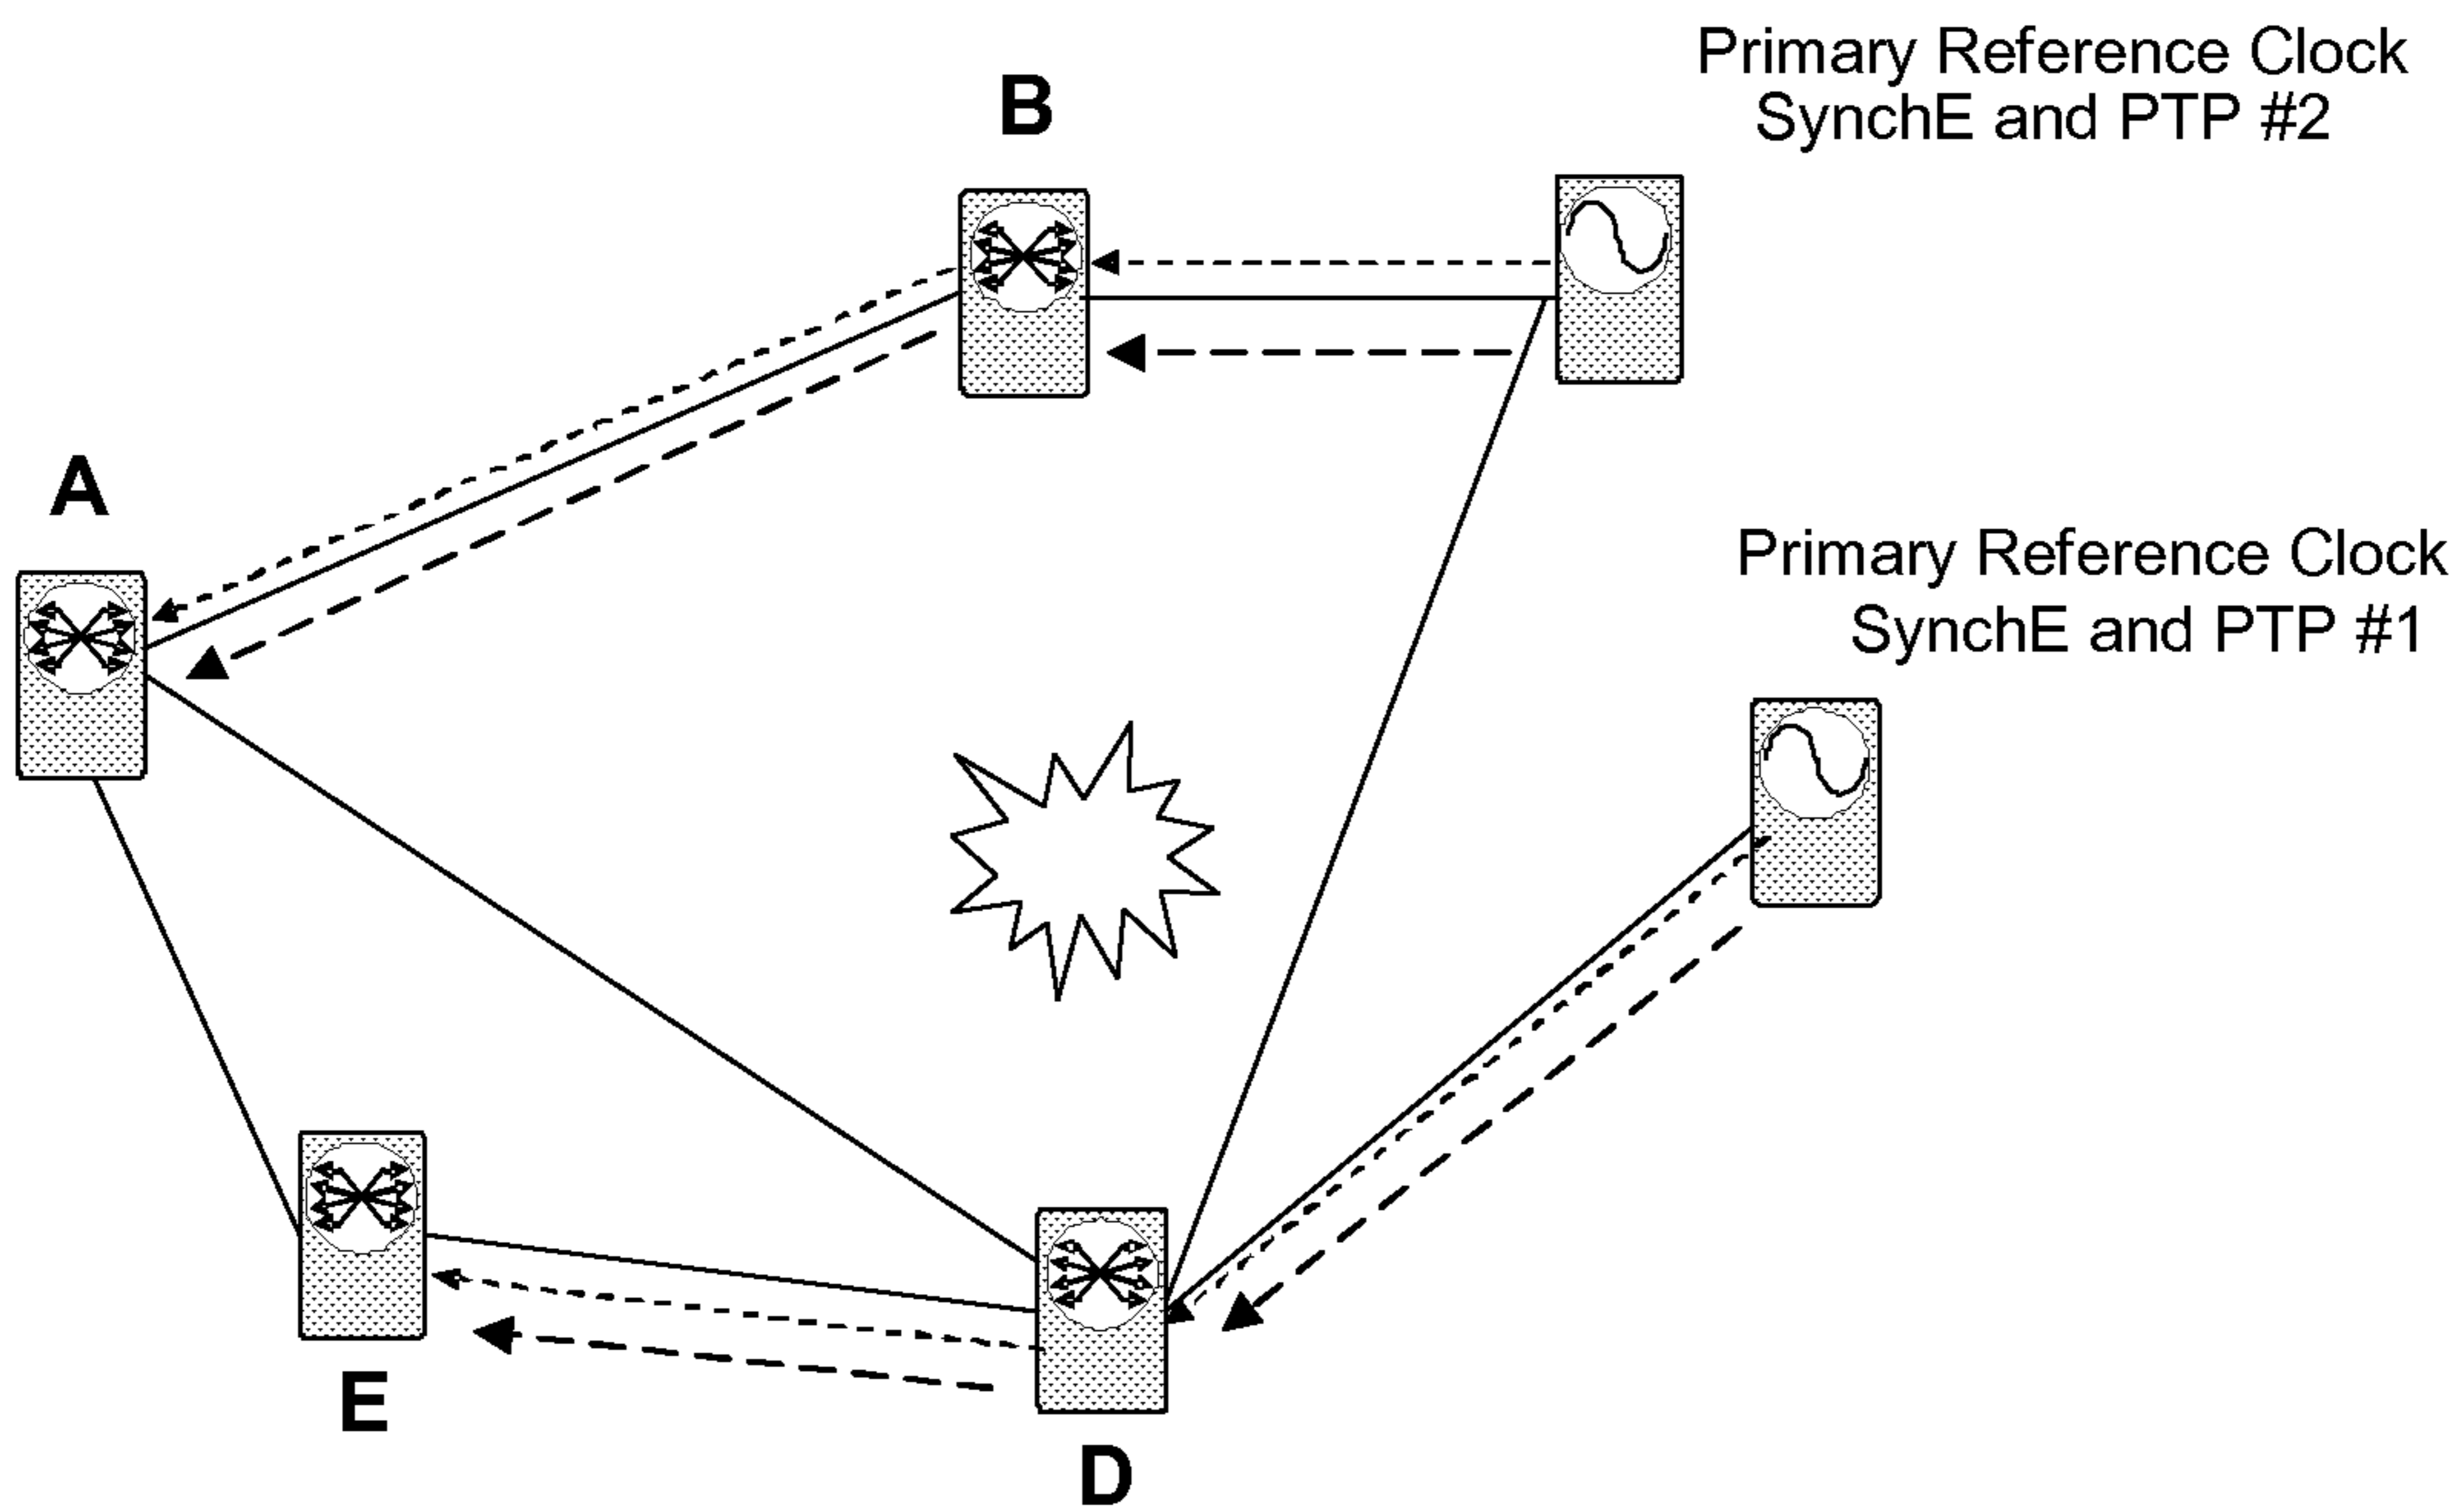 Primary Reference Clock
SynchE and PTP #2
B
A
Primary Reference Clock
SynchE and PTP #1
E
D